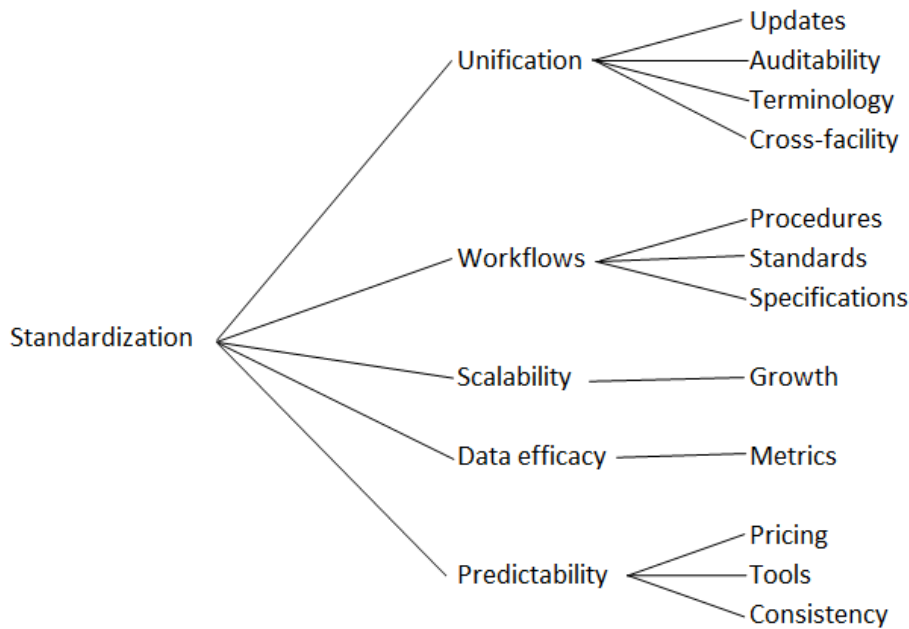 Standardization
Unification
Updates
Auditability
Terminology
Cross-facility
Workflows
Procedures
Standards
Specifications
Scalability
Growth
Data efficacy
Metrics
Predictability
Pricing
Tools
Consistency